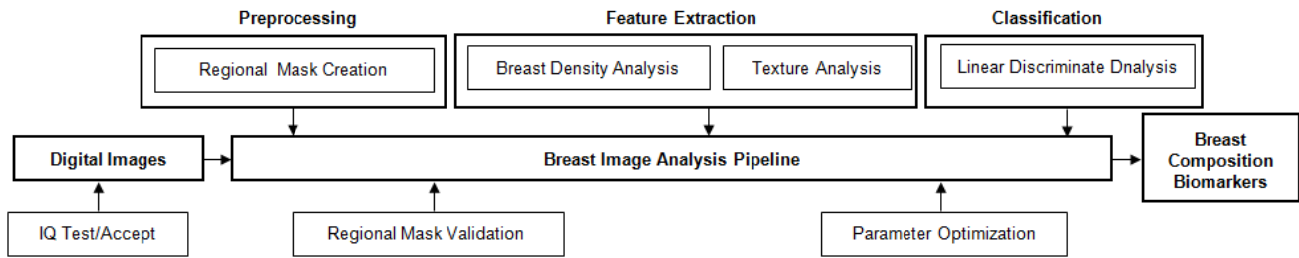 Preprocessing
Feature Extraction
Classification
Regional Mask Creation
Breast Density Analysis
Texture Analysis
Linear Discriminate Dnalysis
Digital Images
Breast Image Analysis Pipeline
Breast
Composition
Biomarkers
IQ Test/Accept
Regional Mask Validation
Parameter Optimization